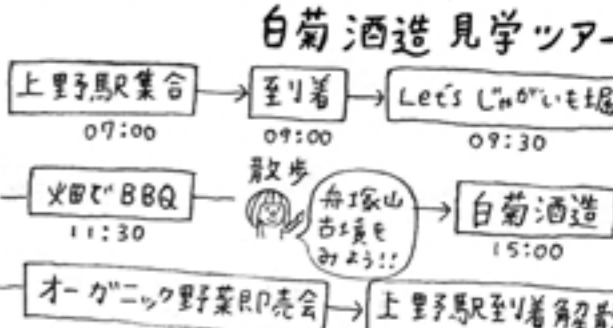 白菊酒造 見学ツアー
上野駅集合
到着
Let's じゃがいも堀
07:00
09:00
09:30
畑でBBQ
11:30
散歩
舟塚山
古墳を
みよう!!
白菊酒造
15:00
オーガニック野菜即売会
上野駅到着 解散